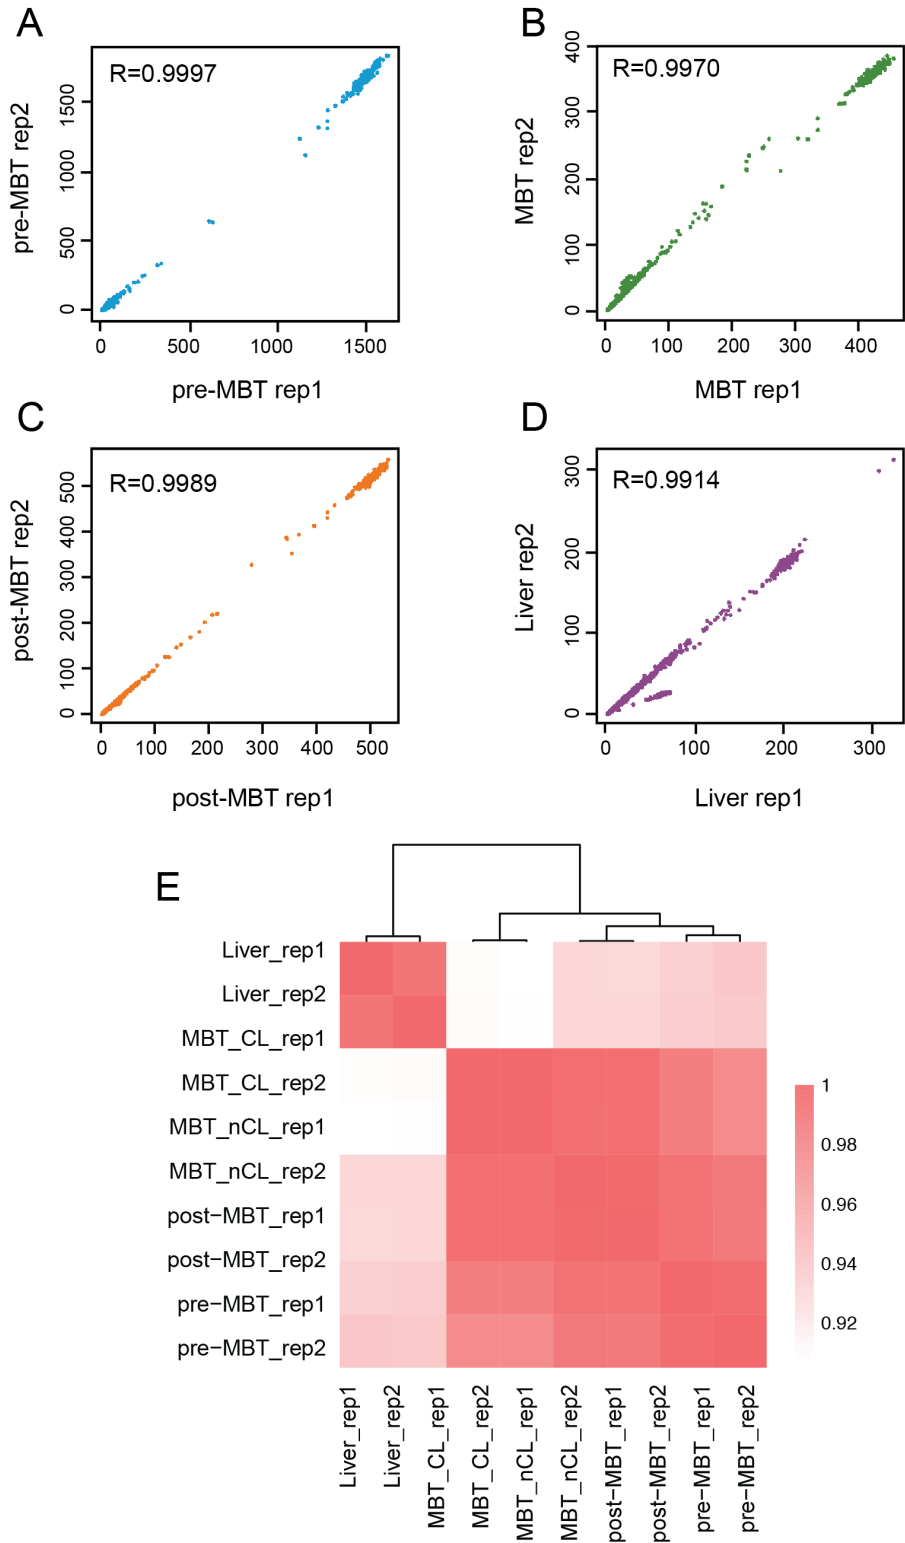 A
R=0.9997
pre-MBT rep2
0
500
1000
1500
0 500 1000 1500
pre-MBT rep1
B
R=0.9970
MBT rep2
0
100
200
300
400
0 100 200 300 400
MBT rep1
C
R=0.9989
post-MBT rep2
0
100
200
300
400
500
0 100 200 300 400 500
post-MBT rep1
D
R=0.9914
Liver rep2
0
100
200
300
0 100 200 300
Liver rep1
E
Liver_rep1
Liver_rep2
MBT_CL_rep1
MBT_CL_rep2
MBT_nCL_rep1
MBT_nCL_rep2
post−MBT_rep1
post−MBT_rep2
pre−MBT_rep1
pre−MBT_rep2
1
0.98
0.96
0.94
0.92
Liver_rep1
Liver_rep2
MBT_CL_rep1
MBT_CL_rep2
MBT_nCL_rep1
MBT_nCL_rep2
post−MBT_rep1
post−MBT_rep2
pre−MBT_rep1
pre−MBT_rep2